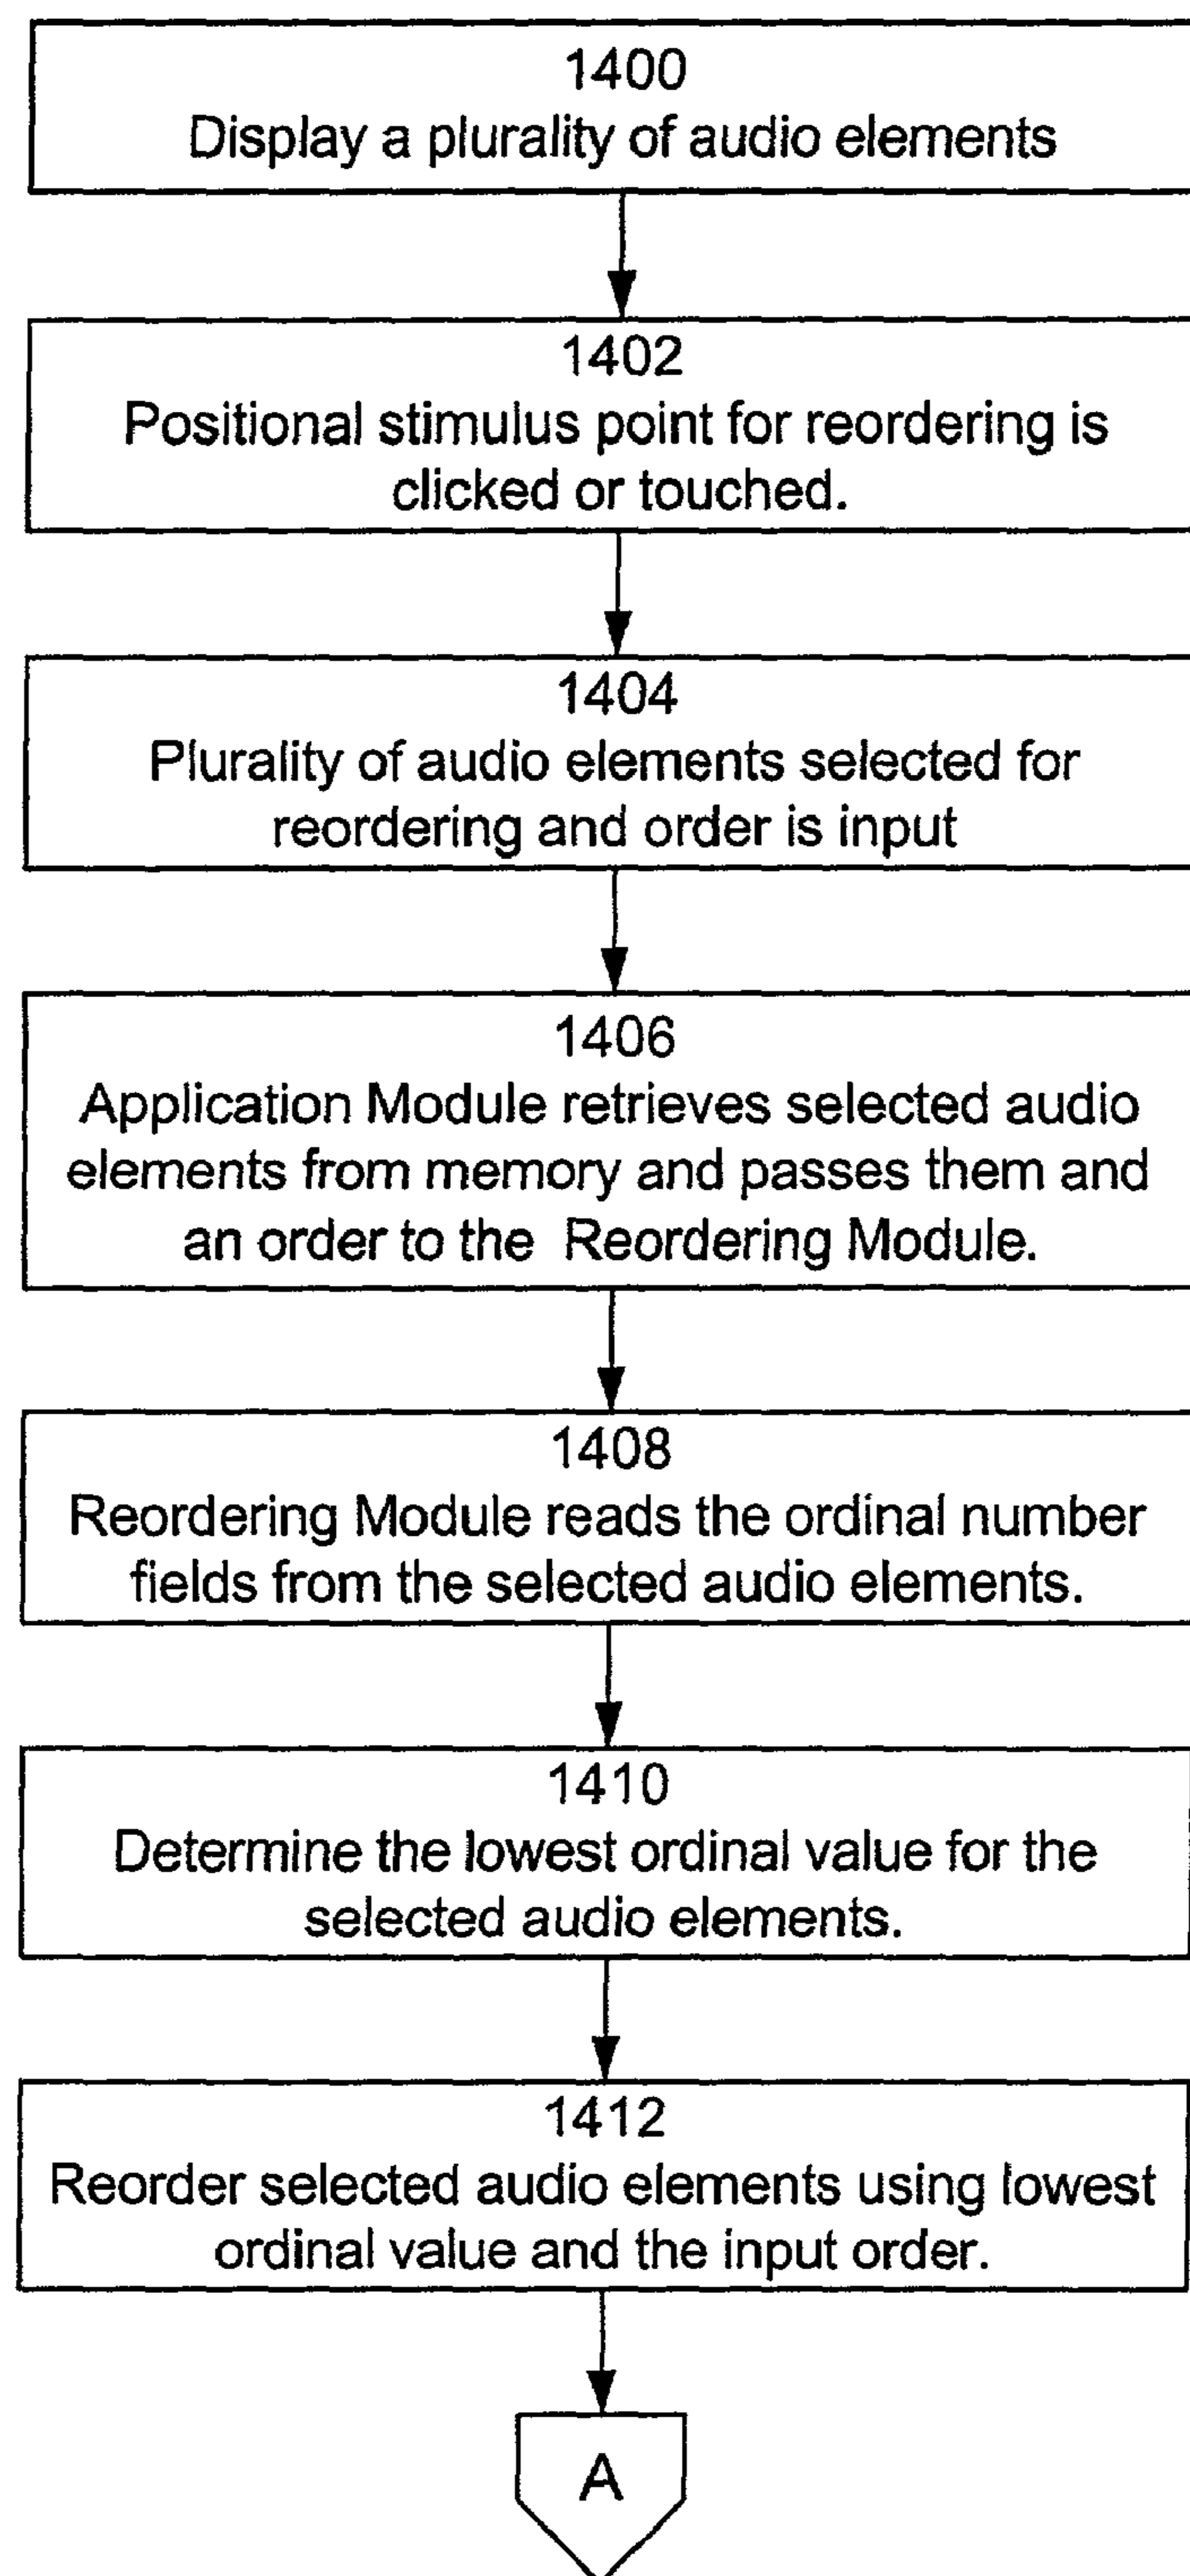 1400
Display a plurality of audio elements
1402
Positional stimulus point for reordering is
clicked or touched.
1404
Plurality of audio elements selected for
reordering and order is input
1406
Application Module retrieves selected audio
elements from memory and passes them and
an order to the Reordering Module.
1408
Reordering Module reads the ordinal number
fields from the selected audio elements.
1410
Determine the lowest ordinal value for the
selected audio elements.
1412
Reorder selected audio elements using lowest
ordinal value and the input order.
A